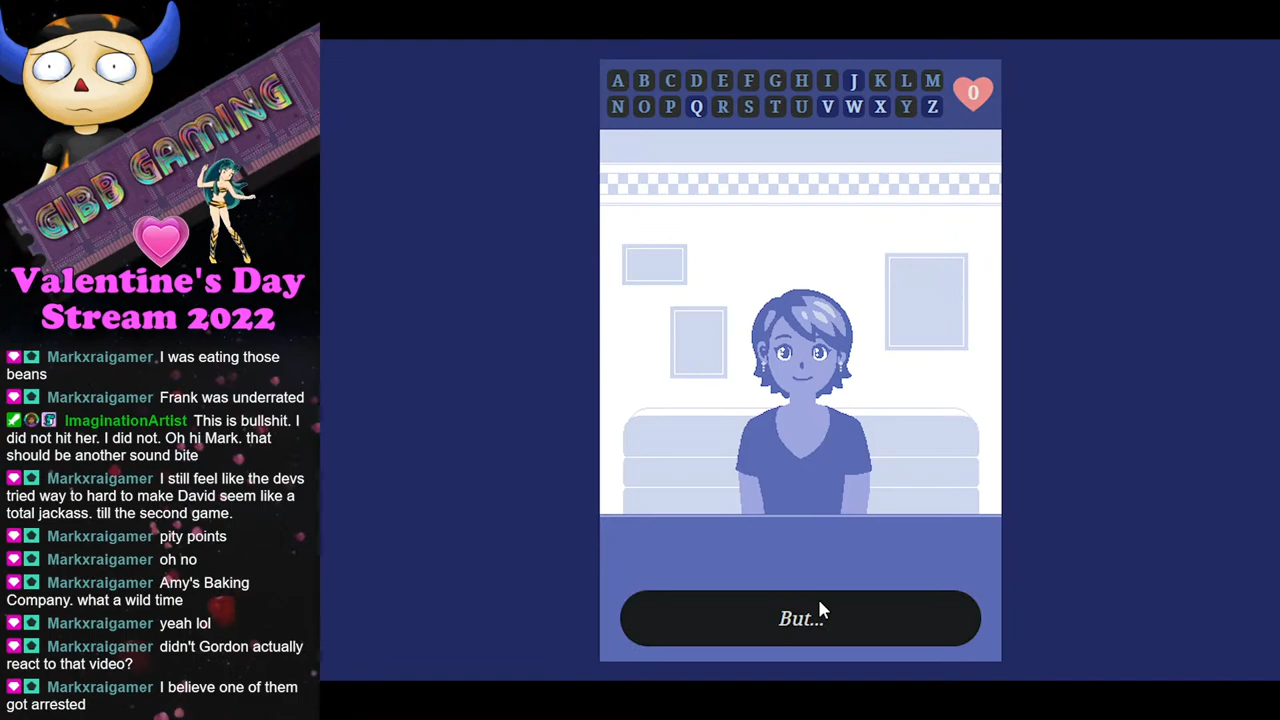 GIBB GAMING
Valentine's Day
Stream 2022
Markxraigamer I was eating those
beans
Markxraigamer Frank was underrated
ImaginationArtist This is bullshit. I
did not hit her. I did not. Oh hi Mark. that
should be another sound bite
Markxraigamer I still feel like the devs
tried way to hard to make David seem like a
total jackass. till the second game.
Markxraigamer pity points
Markxraigamer oh no
Markxraigamer Amy's Baking
Company. what a wild time
Markxraigamer yeah lol
Markxraigamer didn't Gordon actually
react to that video?
Markxraigamer I believe one of them
got arrested
A B C D E F G H I J K L M
N O P Q R S T U V W X Y Z
0
But...